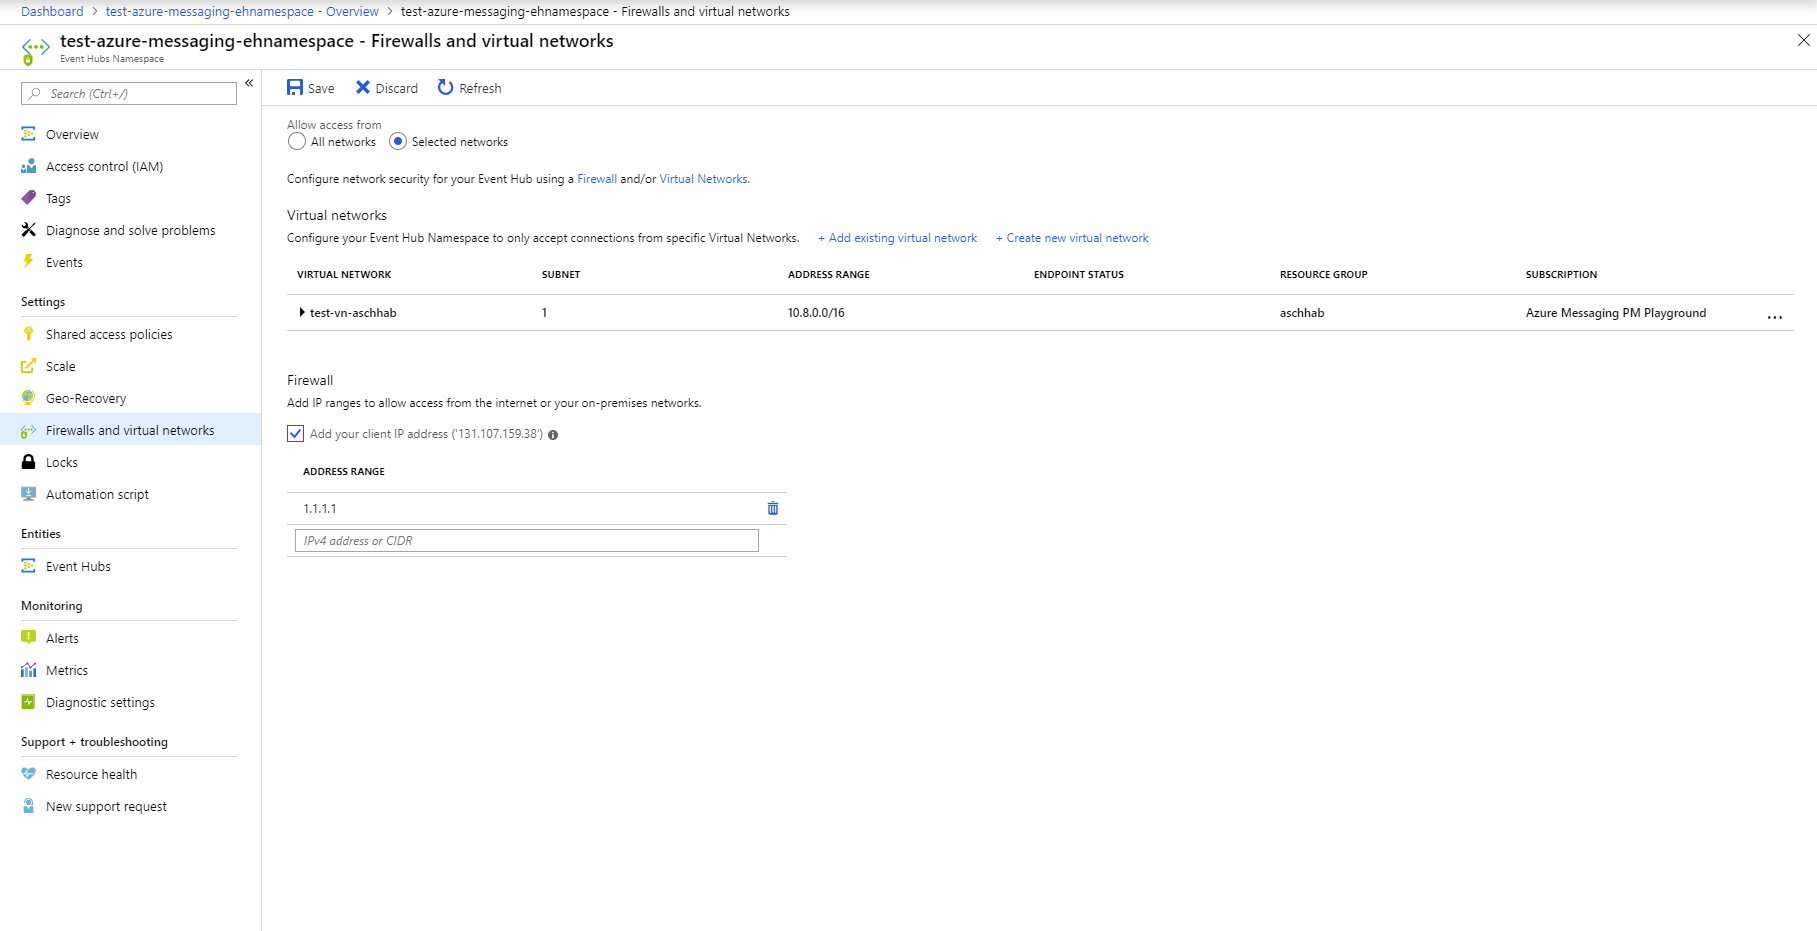 Dashboard > test-azure-messaging-ehnamespace - Overview > test-azure-messaging-ehnamespace - Firewalls and virtual networks
test-azure-messaging-ehnamespace - Firewalls and virtual networks
Event Hubs Namespace
Search (Ctrl+/)
Overview
Access control (IAM)
Tags
Diagnose and solve problems
Events
Settings
Shared access policies
Scale
Geo-Recovery
Firewalls and virtual networks
Locks
Automation script
Entities
Event Hubs
Monitoring
Alerts
Metrics
Diagnostic settings
Support + troubleshooting
Resource health
New support request
Save Discard Refresh
Allow access from
All networks Selected networks
Configure network security for your Event Hub using a Firewall and/or Virtual Networks.
Virtual networks
Configure your Event Hub Namespace to only accept connections from specific Virtual Networks. + Add existing virtual network + Create new virtual network
VIRTUAL NETWORK SUBNET ADDRESS RANGE ENDPOINT STATUS RESOURCE GROUP SUBSCRIPTION
test-vn-aschhab 1 10.8.0.0/16 aschhab Azure Messaging PM Playground ...
Firewall
Add IP ranges to allow access from the internet or your on-premises networks.
Add your client IP address ('131.107.159.38')
ADDRESS RANGE
1.1.1.1
IPv4 address or CIDR